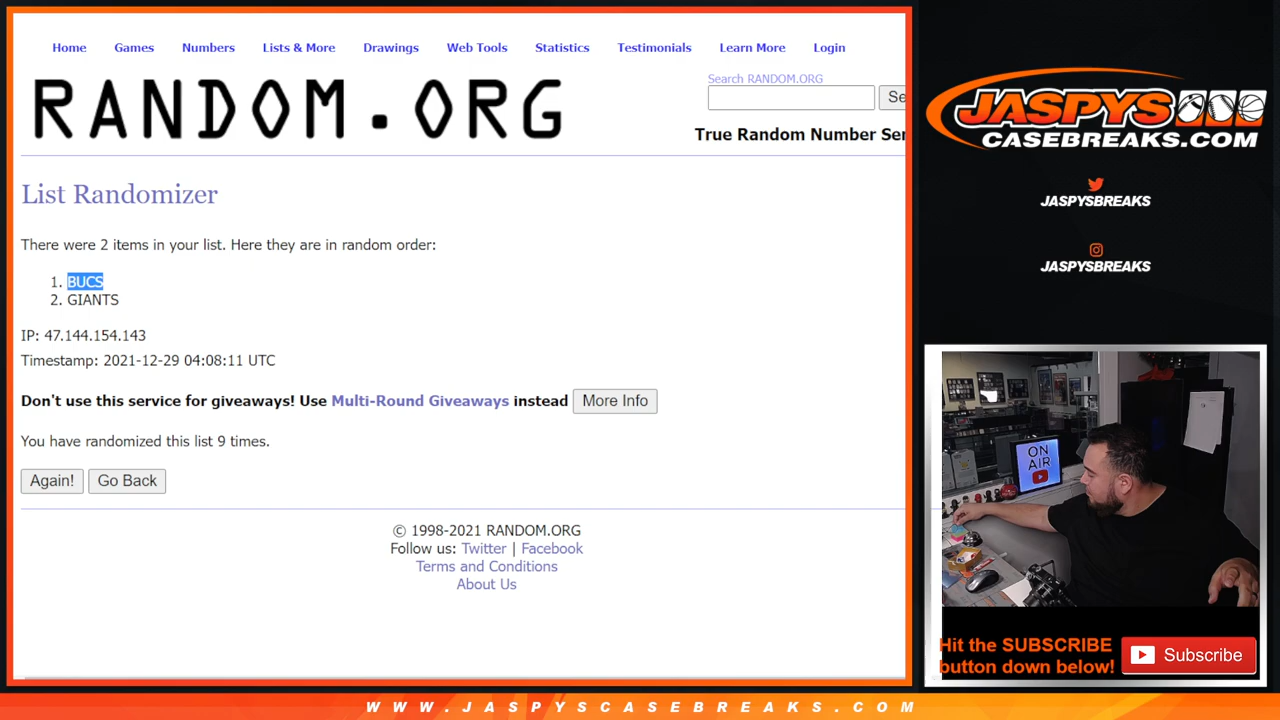 Home Games Numbers Lists & More Drawings Web Tools Statistics Testimonials Learn More Login
RANDOM.ORG
Search RANDOM.ORG
Se
True Random Number Ser
List Randomizer
There were 2 items in your list. Here they are in random order:
1. BUCS
2. GIANTS
IP: 47.144.154.143
Timestamp: 2021-12-29 04:08:11 UTC
Don't use this service for giveaways! Use Multi-Round Giveaways instead More Info
You have randomized this list 9 times.
Again! Go Back
© 1998-2021 RANDOM.ORG
Follow us: Twitter | Facebook
Terms and Conditions
About Us
JASPYS
CASEBREAKS.COM
JASPYSBREAKS
JASPYSBREAKS
ON
AIR
Hit the SUBSCRIBE
button down below!
Subscribe
WWW.JASPYSCASEBREAKS.COM